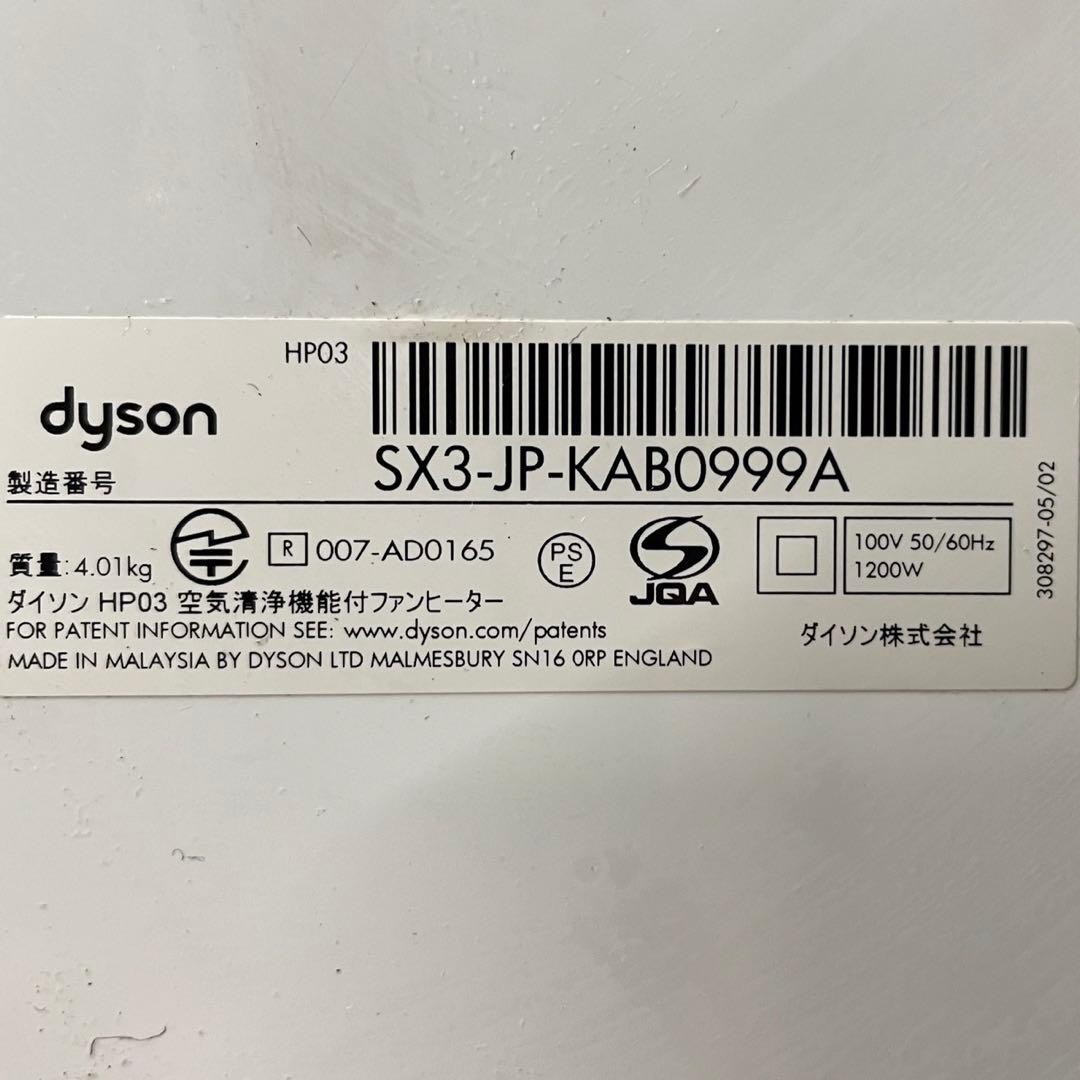 HP03
dyson
製造番号 SX3-JP-KAB0999A
質量:4.01kg R 007-AD0165 PSE JQA 100V 50/60Hz
1200W
ダイソン HP03 空気清浄機能付ファンヒーター
FOR PATENT INFORMATION SEE: www.dyson.com/patents
ダイソン株式会社
MADE IN MALAYSIA BY DYSON LTD MALMESBURY SN16 0RP ENGLAND
308297-05/02